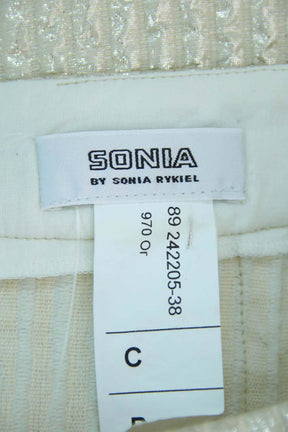 SONIA
BY SONIA RYKIEL
89 242205-38
970 Or
C